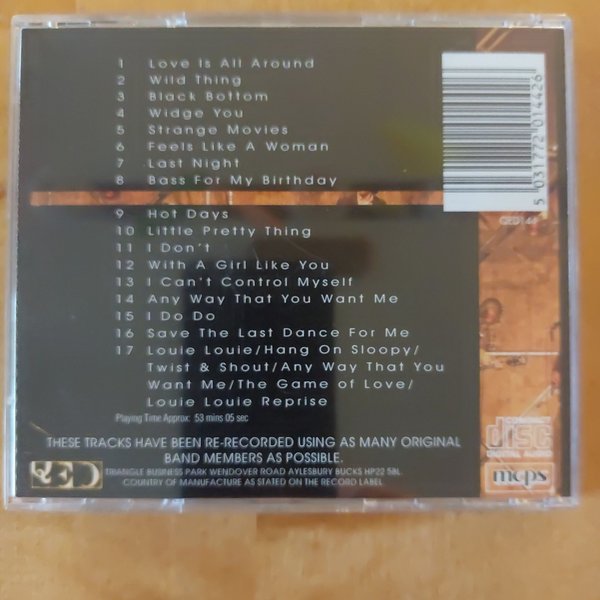 1 Love Is All Around
2 Wild Thing
3 Black Bottom
4 Widge You
5 Strange Movies
6 Feels Like A Woman
7 Last Night
8 Bass For My Birthday
9 Hot Days
10 Little Pretty Thing
11 I Don't
12 With A Girl Like You
13 I Can't Control Myself
14 Any Way That You Want Me
15 I Do Do
16 Save The Last Dance For Me
17 Louie Louie/Hang On Sloopy/
Twist & Shout/Any Way That You
Want Me/The Game of Love/
Louie Louie Reprise
Playing Time Approx: 53 mins 05 sec
THESE TRACKS HAVE BEEN RE-RECORDED USING AS MANY ORIGINAL
BAND MEMBERS AS POSSIBLE.
QED
TRIANGLE BUSINESS PARK WENDOVER ROAD AYLESBURY BUCKS HP22 5BL.
COUNTRY OF MANUFACTURE AS STATED ON THE RECORD LABEL.
5 031772 014426
COMPACT
disc
DIGITAL AUDIO
mcps